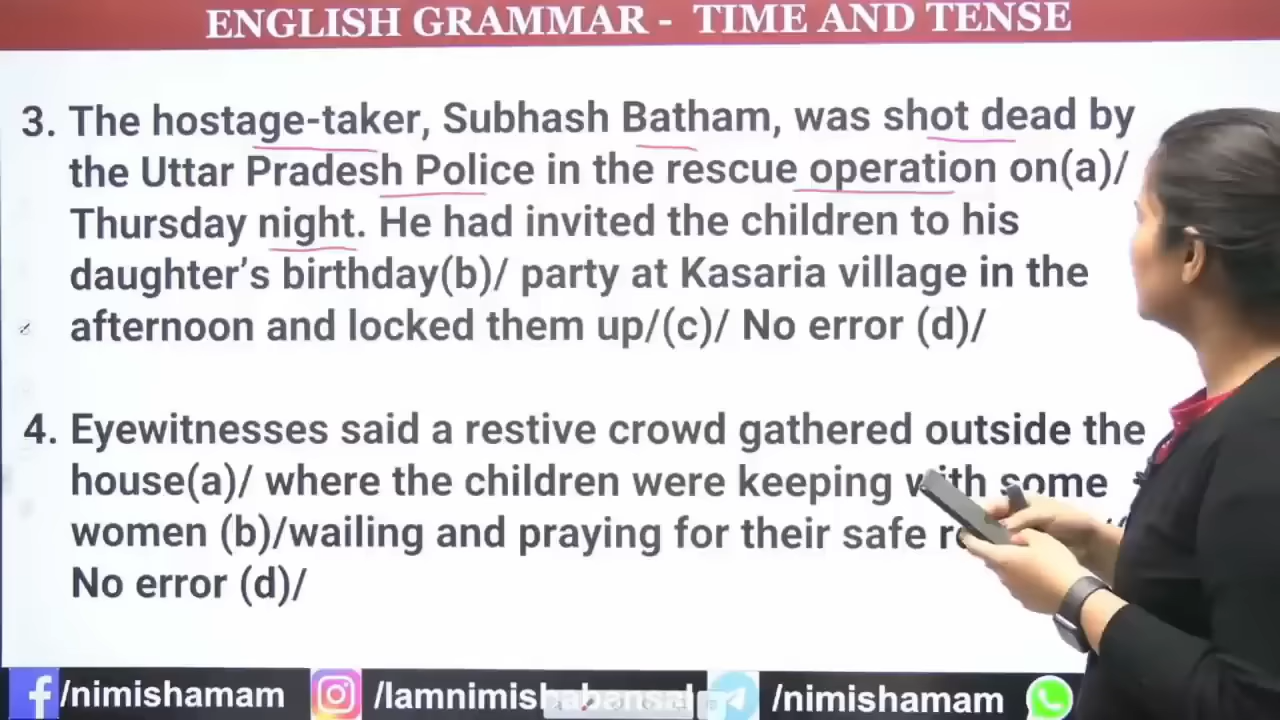 ENGLISH GRAMMAR - TIME AND TENSE
3. The hostage-taker, Subhash Batham, was shot dead by
the Uttar Pradesh Police in the rescue operation on(a)/
Thursday night. He had invited the children to his
daughter's birthday(b)/ party at Kasaria village in the
afternoon and locked them up/(c)/ No error (d)/
4. Eyewitnesses said a restive crowd gathered outside the
house(a)/ where the children were keeping with some
women (b)/wailing and praying for their safe
No error (d)/
/nimishamam
/Iamnimishabansal
/nimishamam